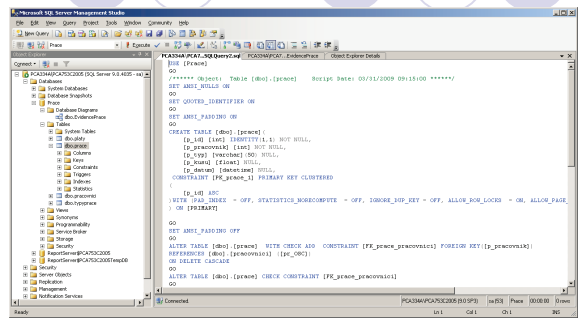 Microsoft SQL Server Management Studio
File Edit View Query Project Tools Window Community Help
New Query
Prace Execute
Object Explorer
Connect
PCA334A\PCA753C2005 (SQL Server 9.0.4035 - sa)
Databases
System Databases
Database Snapshots
Prace
Database Diagrams
dbo.EvidencePrace
Tables
System Tables
dbo.platy
dbo.prace
Columns
Keys
Constraints
Triggers
Indexes
Statistics
dbo.pracovnici
dbo.typprace
Views
Synonyms
Programmability
Service Broker
Storage
Security
ReportServer$PCA753C2005
ReportServer$PCA753C2005TempDB
Security
Server Objects
Replication
Management
Notification Services
PCA334A\PCA7...SQLQuery2.sql PCA334A\PCA7...EvidencePrace Object Explorer Details
USE [Prace]
GO
/****** Object: Table [dbo].[prace] Script Date: 03/31/2009 09:15:00 ******/
SET ANSI_NULLS ON
GO
SET QUOTED_IDENTIFIER ON
GO
SET ANSI_PADDING ON
GO
CREATE TABLE [dbo].[prace](
[p_id] [int] IDENTITY(1,1) NOT NULL,
[p_pracovnik] [int] NOT NULL,
[p_typ] [varchar](50) NULL,
[p_kusu] [float] NULL,
[p_datum] [datetime] NULL,
CONSTRAINT [PK_prace_1] PRIMARY KEY CLUSTERED
(
[p_id] ASC
)WITH (PAD_INDEX = OFF, STATISTICS_NORECOMPUTE = OFF, IGNORE_DUP_KEY = OFF, ALLOW_ROW_LOCKS = ON, ALLOW_PAGE_
) ON [PRIMARY]
GO
SET ANSI_PADDING OFF
GO
ALTER TABLE [dbo].[prace] WITH CHECK ADD CONSTRAINT [FK_prace_pracovnici] FOREIGN KEY([p_pracovnik])
REFERENCES [dbo].[pracovnici] ([pr_OSC])
ON DELETE CASCADE
GO
ALTER TABLE [dbo].[prace] CHECK CONSTRAINT [FK_prace_pracovnici]
GO
Connected. PCA334A\PCA753C2005 (9.0 SP3) sa (53) Prace 00:00:00 0 rows
Ready Ln 1 Col 1 Ch 1 INS